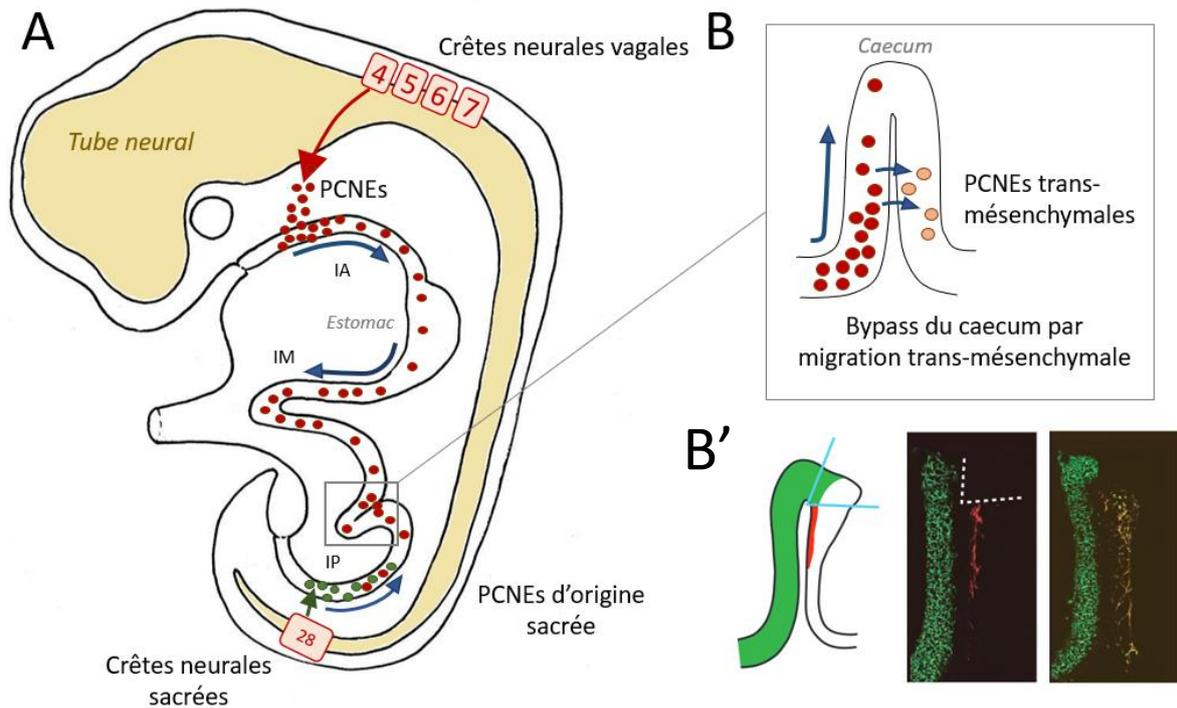 A
Crêtes neurales vagales
4
5
6
7
Tube neural
PCNEs
IA
Estomac
IM
IP
PCNEs d'origine
sacrée
28
Crêtes neurales
sacrées
B
Caecum
PCNEs trans-
mésenchymales
Bypass du caecum par
migration trans-mésenchymale
B'